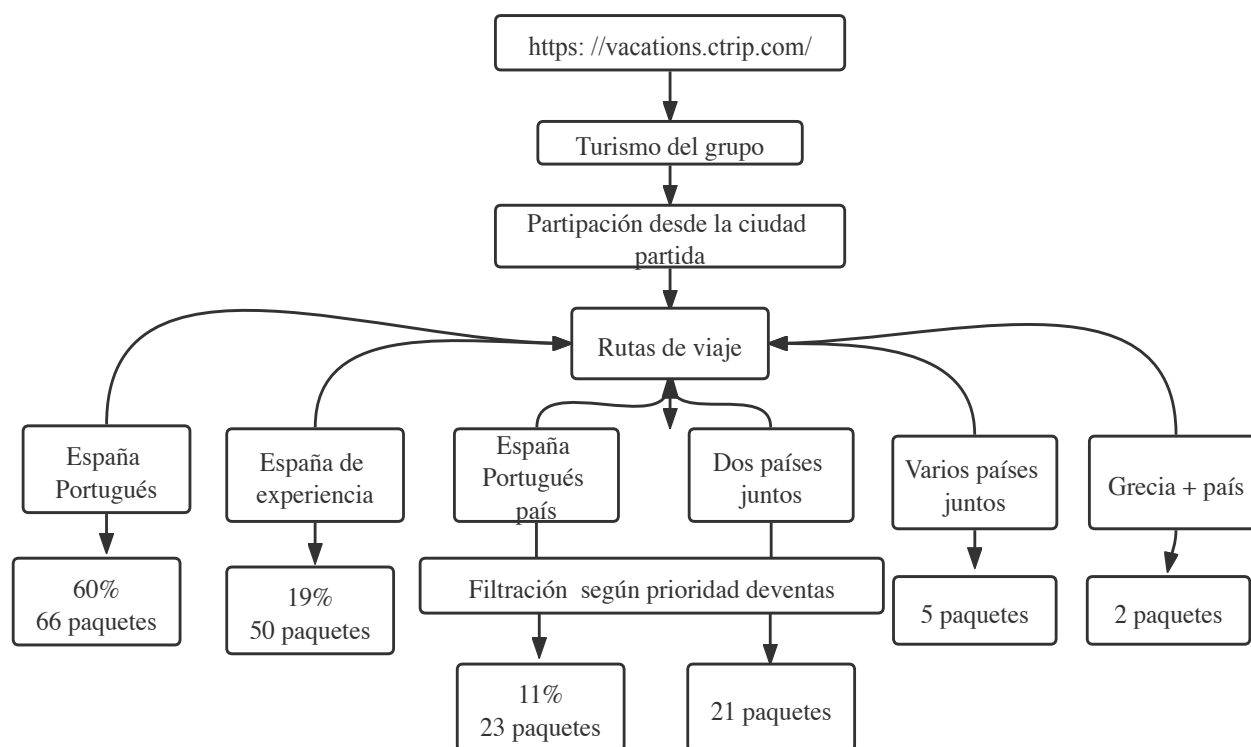 https: //vacations.ctrip.com/
Turismo del grupo
Partipación desde la ciudad
partida
Rutas de viaje
España
Portugués
España de
experiencia
España
Portugués
país
Dos países
juntos
Varios países
juntos
Grecia + país
60%
66 paquetes
19%
50 paquetes
Filtración  según prioridad deventas
5 paquetes
2 paquetes
11%
23 paquetes
21 paquetes